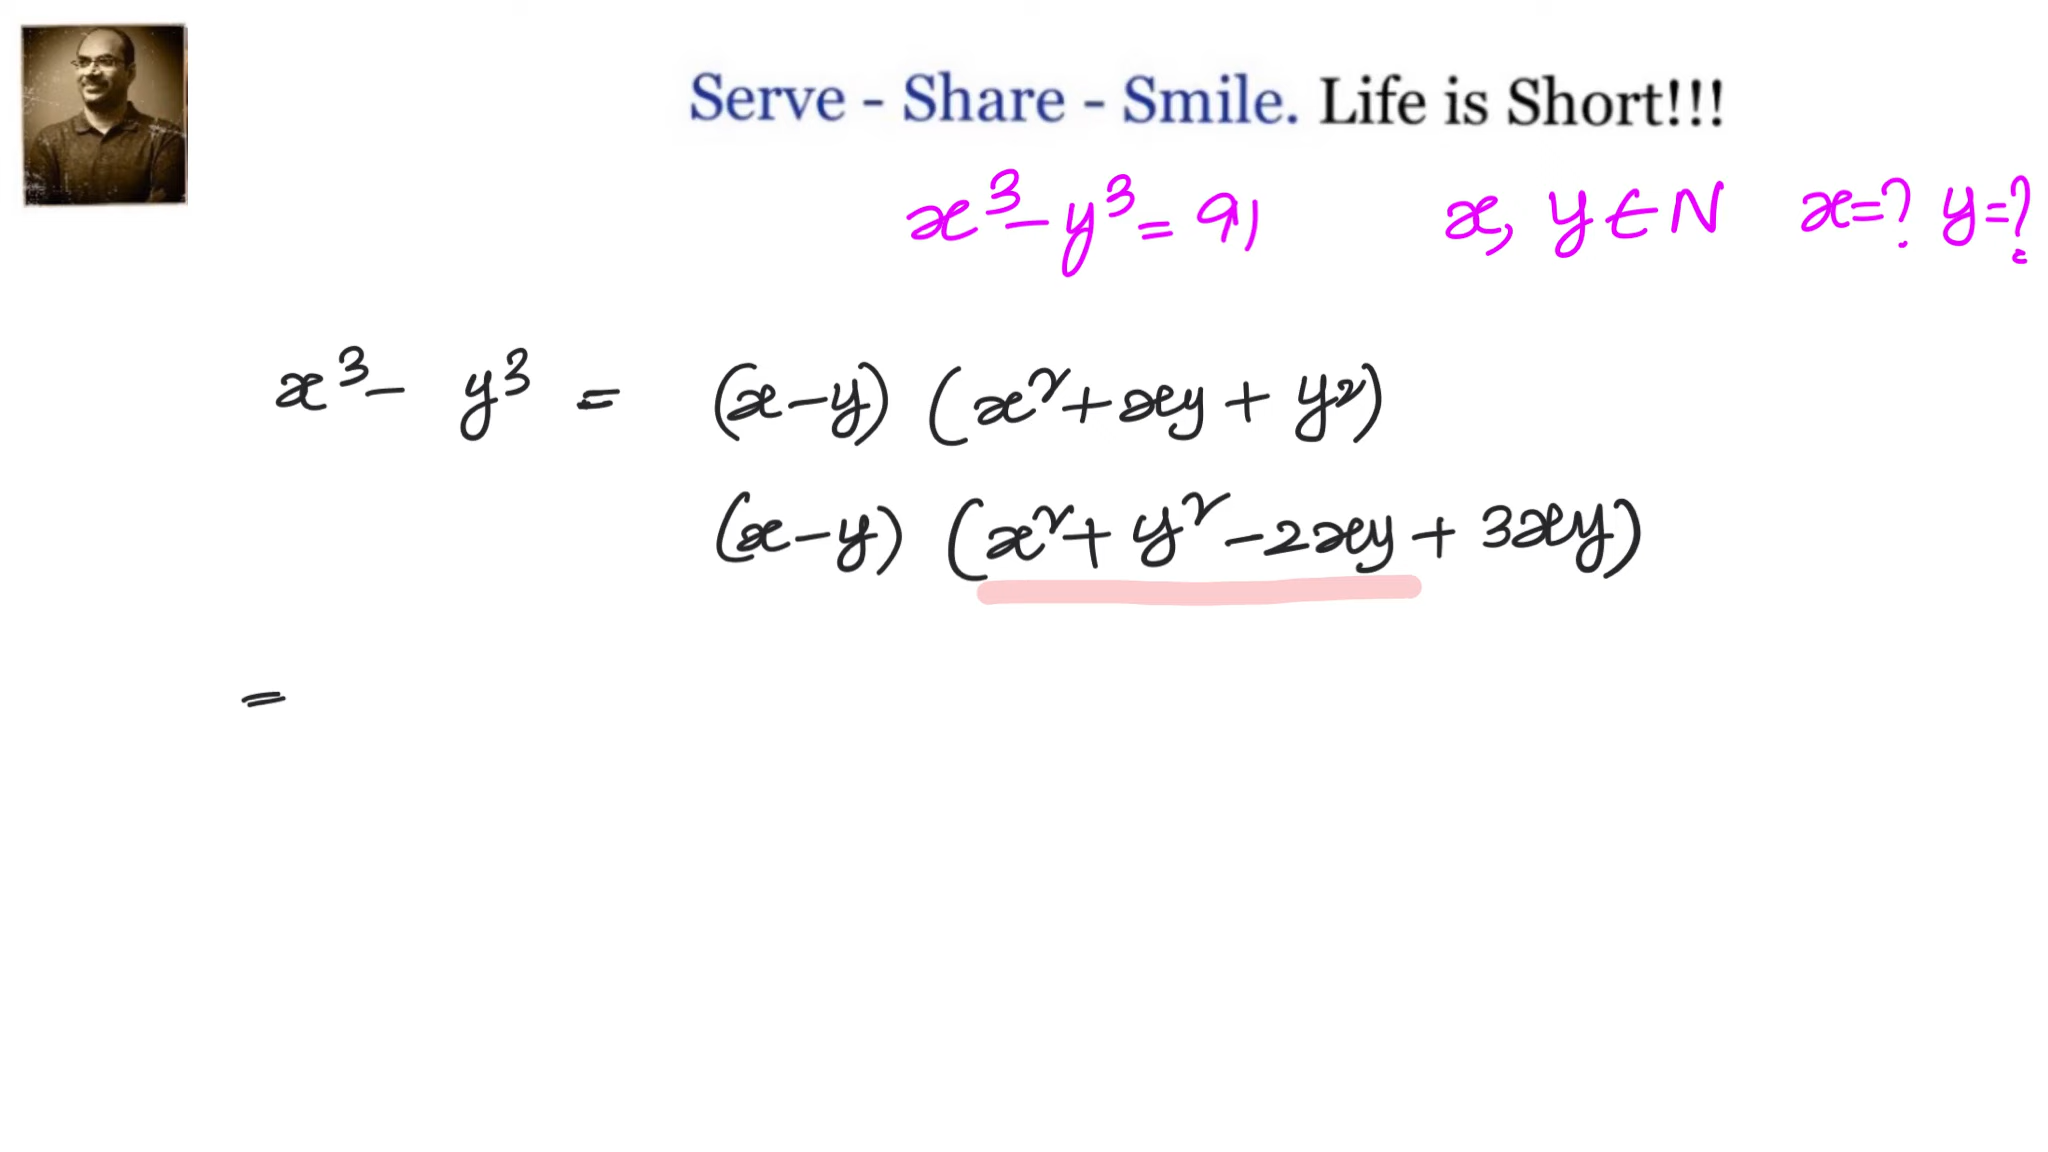 Serve - Share - Smile. Life is Short!!!
x³ - y³ = 91 x, y ∈ N x=? y=?
x³ - y³ = (x-y) (x² + xy + y²)
(x-y) (x² + y² - 2xy + 3xy)
=